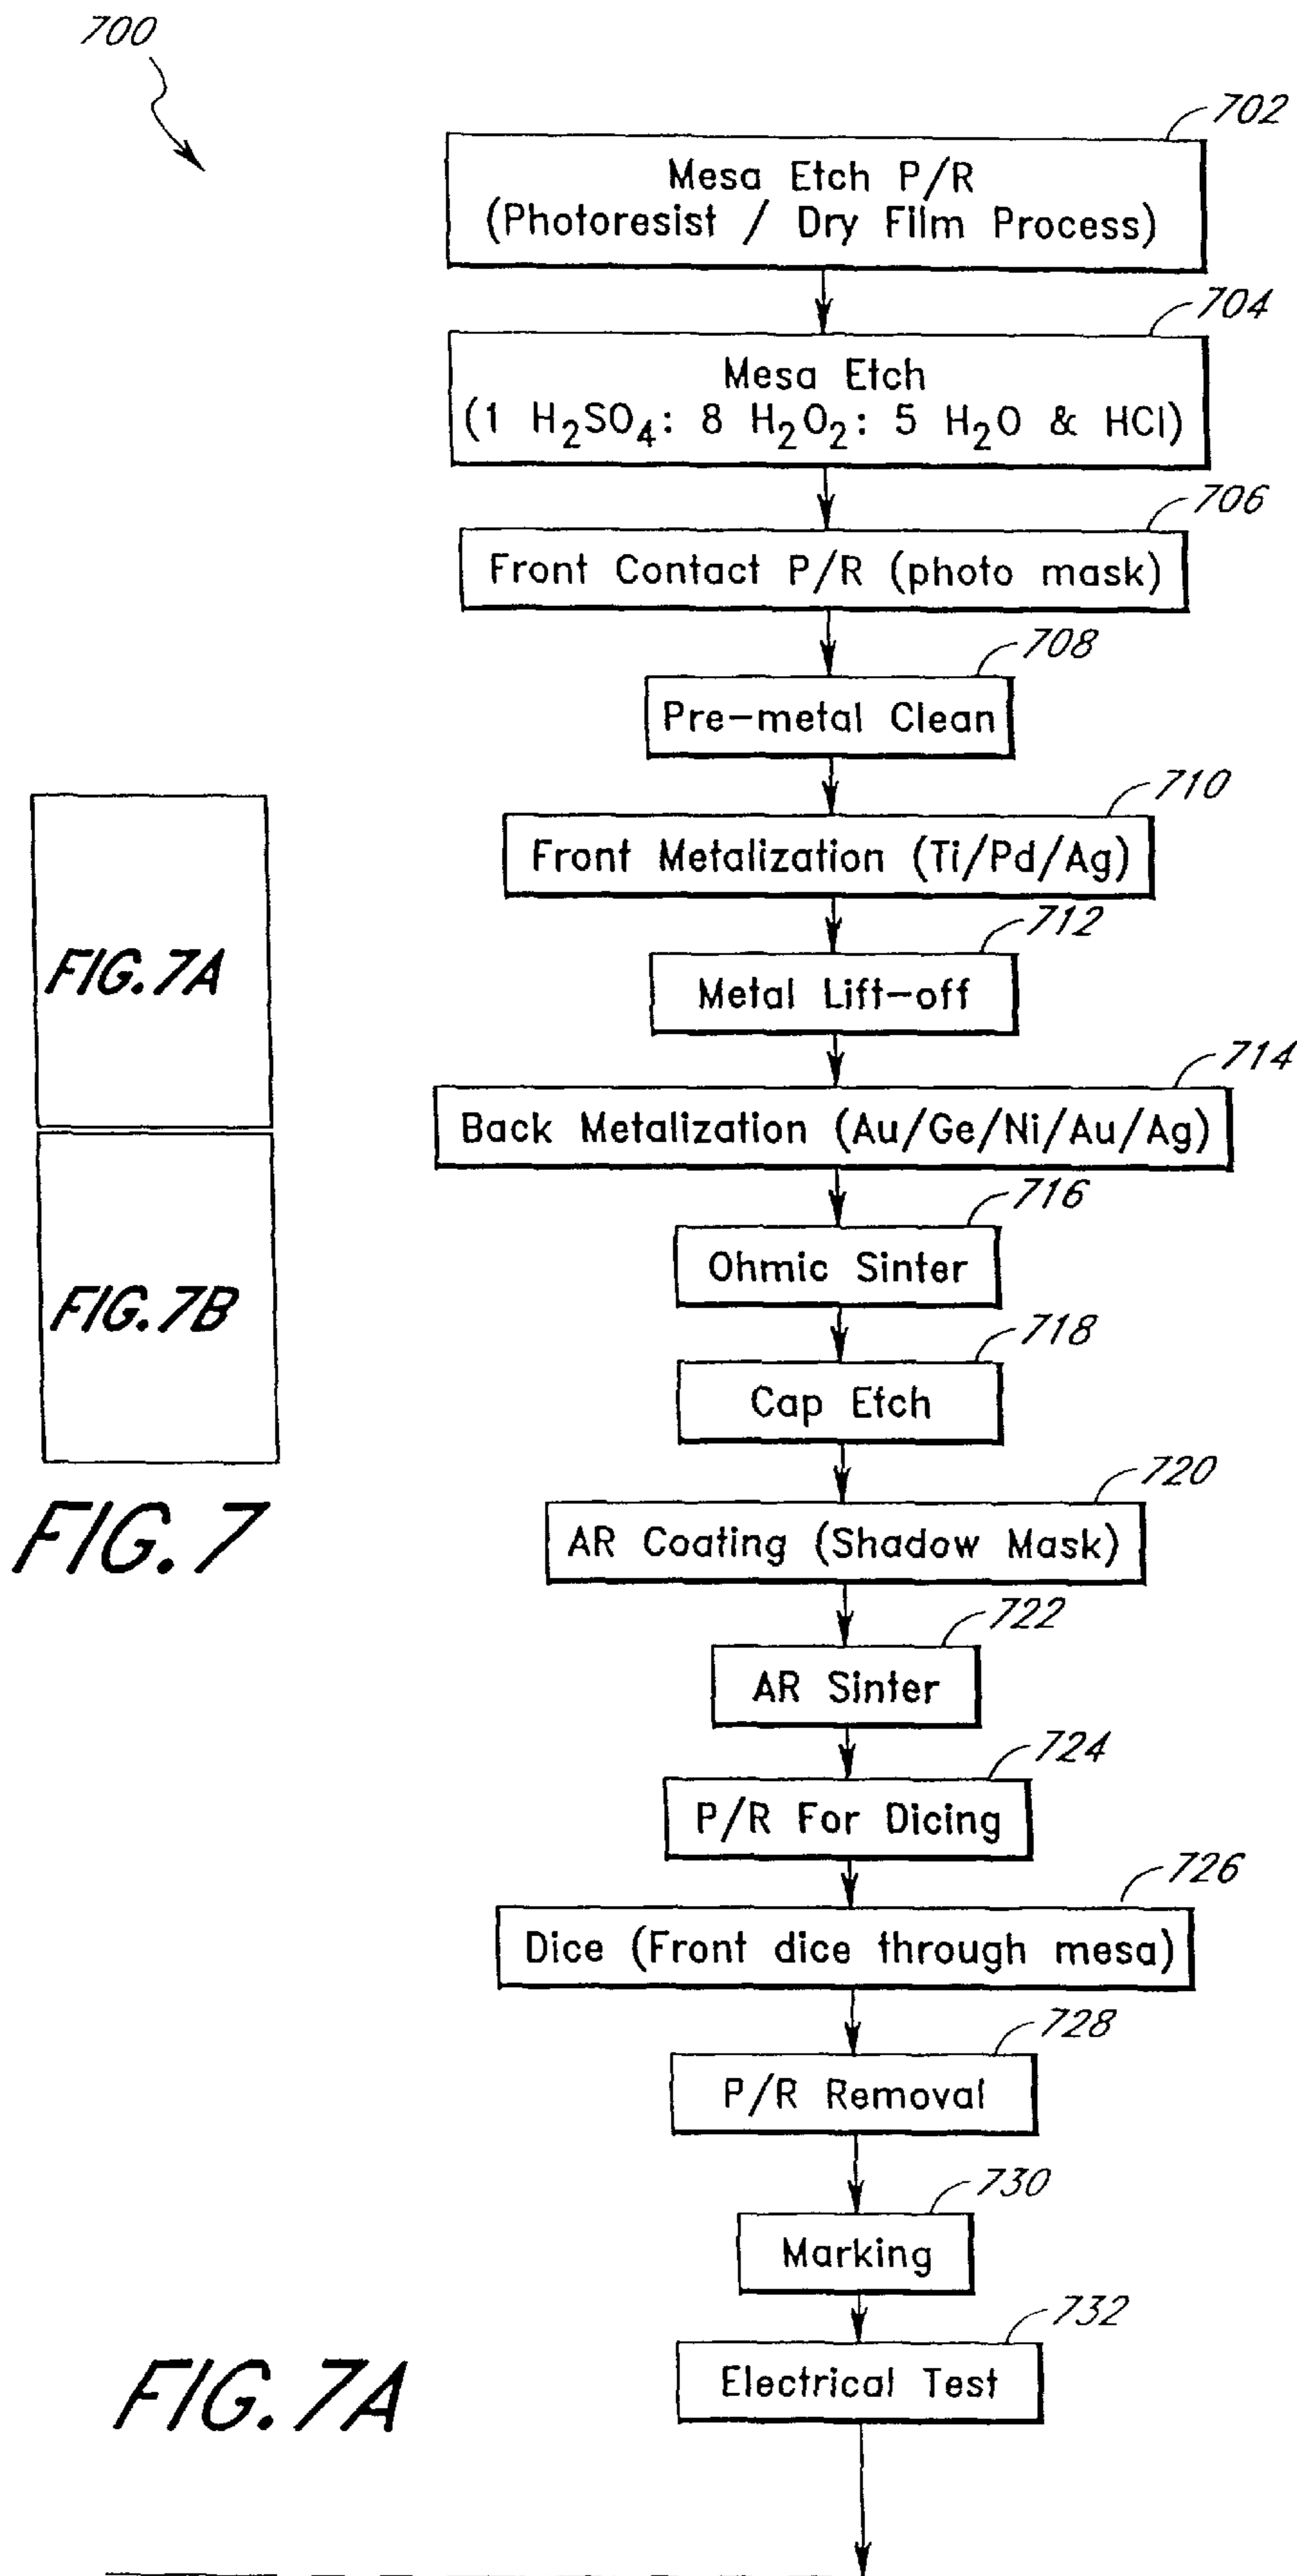 700
702
Mesa Etch P/R
(Photoresist / Dry Film Process)
704
Mesa Etch
(1 H₂SO₄: 8 H₂O₂: 5 H₂O & HCl)
706
Front Contact P/R (photo mask)
708
Pre-metal Clean
710
Front Metalization (Ti/Pd/Ag)
712
Metal Lift-off
714
Back Metalization (Au/Ge/Ni/Au/Ag)
716
Ohmic Sinter
718
Cap Etch
720
AR Coating (Shadow Mask)
722
AR Sinter
724
P/R For Dicing
726
Dice (Front dice through mesa)
728
P/R Removal
730
Marking
732
Electrical Test
FIG. 7A
FIG. 7B
FIG. 7
FIG. 7A